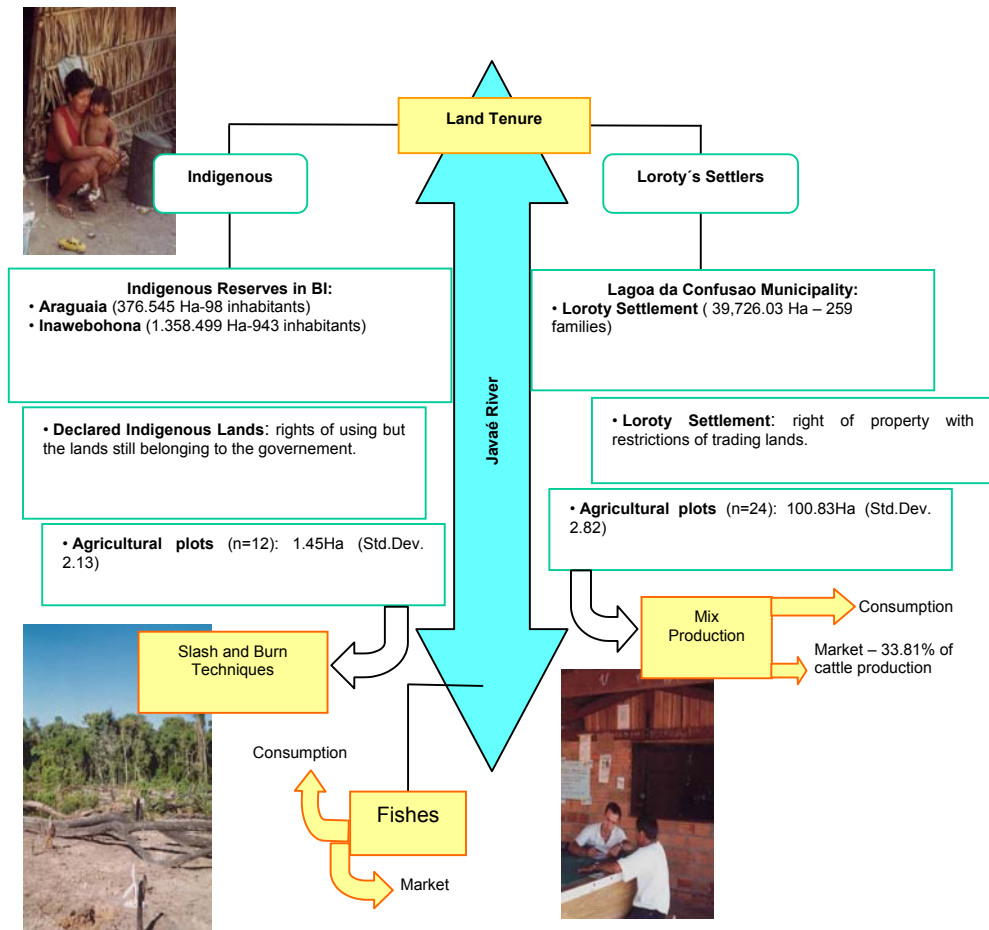 Land Tenure
Indigenous
Loroty´s Settlers
Indigenous Reserves in BI:
• Araguaia (376.545 Ha-98 inhabitants)
• Inawebohona (1.358.499 Ha-943 inhabitants)
Lagoa da Confusao Municipality:
• Loroty Settlement ( 39,726.03 Ha – 259
families)
Javaé River
• Declared Indigenous Lands: rights of using but
the lands still belonging to the governement.
• Loroty Settlement: right of property with
restrictions of trading lands.
• Agricultural plots (n=12): 1.45Ha (Std.Dev.
2.13)
• Agricultural plots (n=24): 100.83Ha (Std.Dev.
2.82)
Slash and Burn
Techniques
Mix
Production
Consumption
Market – 33.81% of
cattle production
Consumption
Fishes
Market